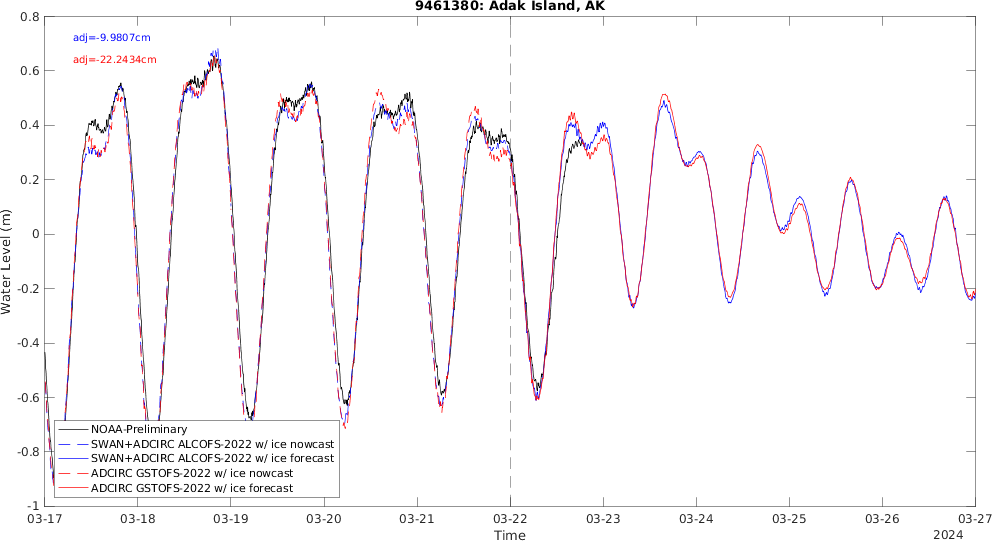 9461380: Adak Island, AK
adj=-9.9807cm
adj=-22.2434cm
Water Level (m)
0.8
0.6
0.4
0.2
0
-0.2
-0.4
-0.6
-0.8
-1
NOAA-Preliminary
SWAN+ADCIRC ALCOFS-2022 w/ ice nowcast
SWAN+ADCIRC ALCOFS-2022 w/ ice forecast
ADCIRC GSTOFS-2022 w/ ice nowcast
ADCIRC GSTOFS-2022 w/ ice forecast
03-17 03-18 03-19 03-20 03-21 03-22 03-23 03-24 03-25 03-26 03-27
Time
2024